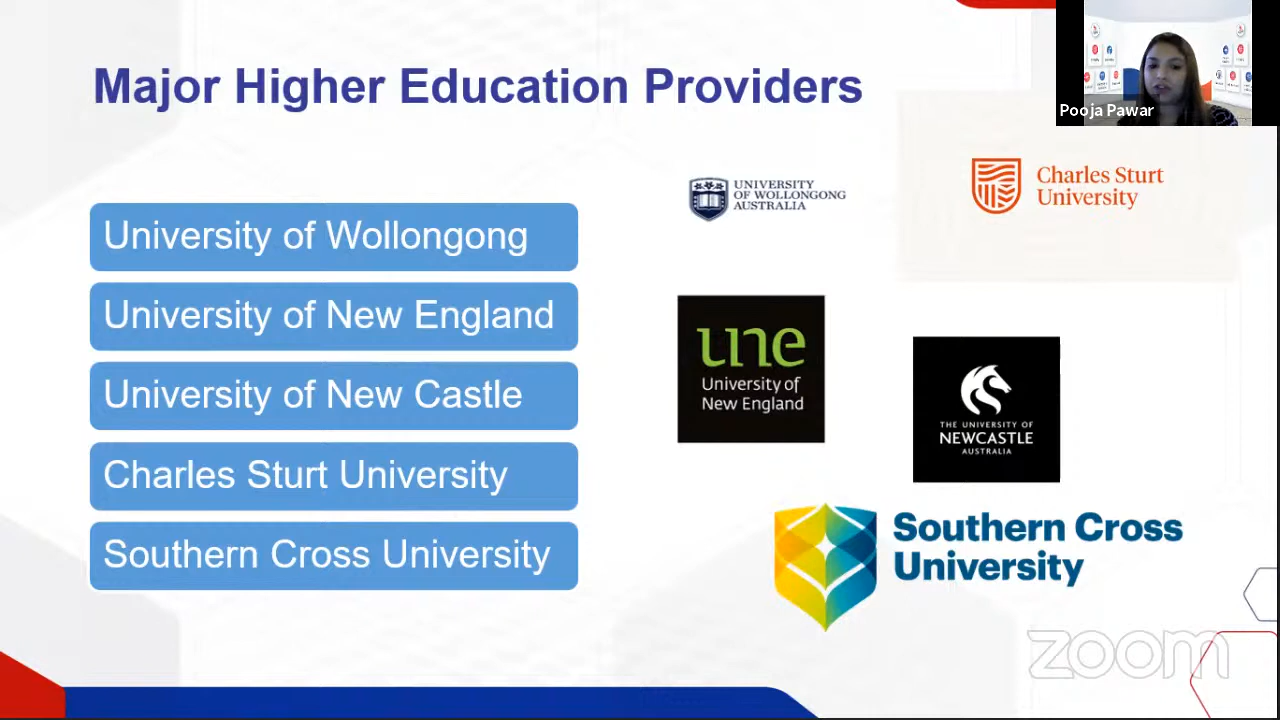 Major Higher Education Providers
Pooja Pawar
University of Wollongong
University of New England
University of New Castle
Charles Sturt University
Southern Cross University
UNIVERSITY
OF WOLLONGONG
AUSTRALIA
Charles Sturt
University
une
University of
New England
THE UNIVERSITY OF
NEWCASTLE
AUSTRALIA
Southern Cross
University
zoom